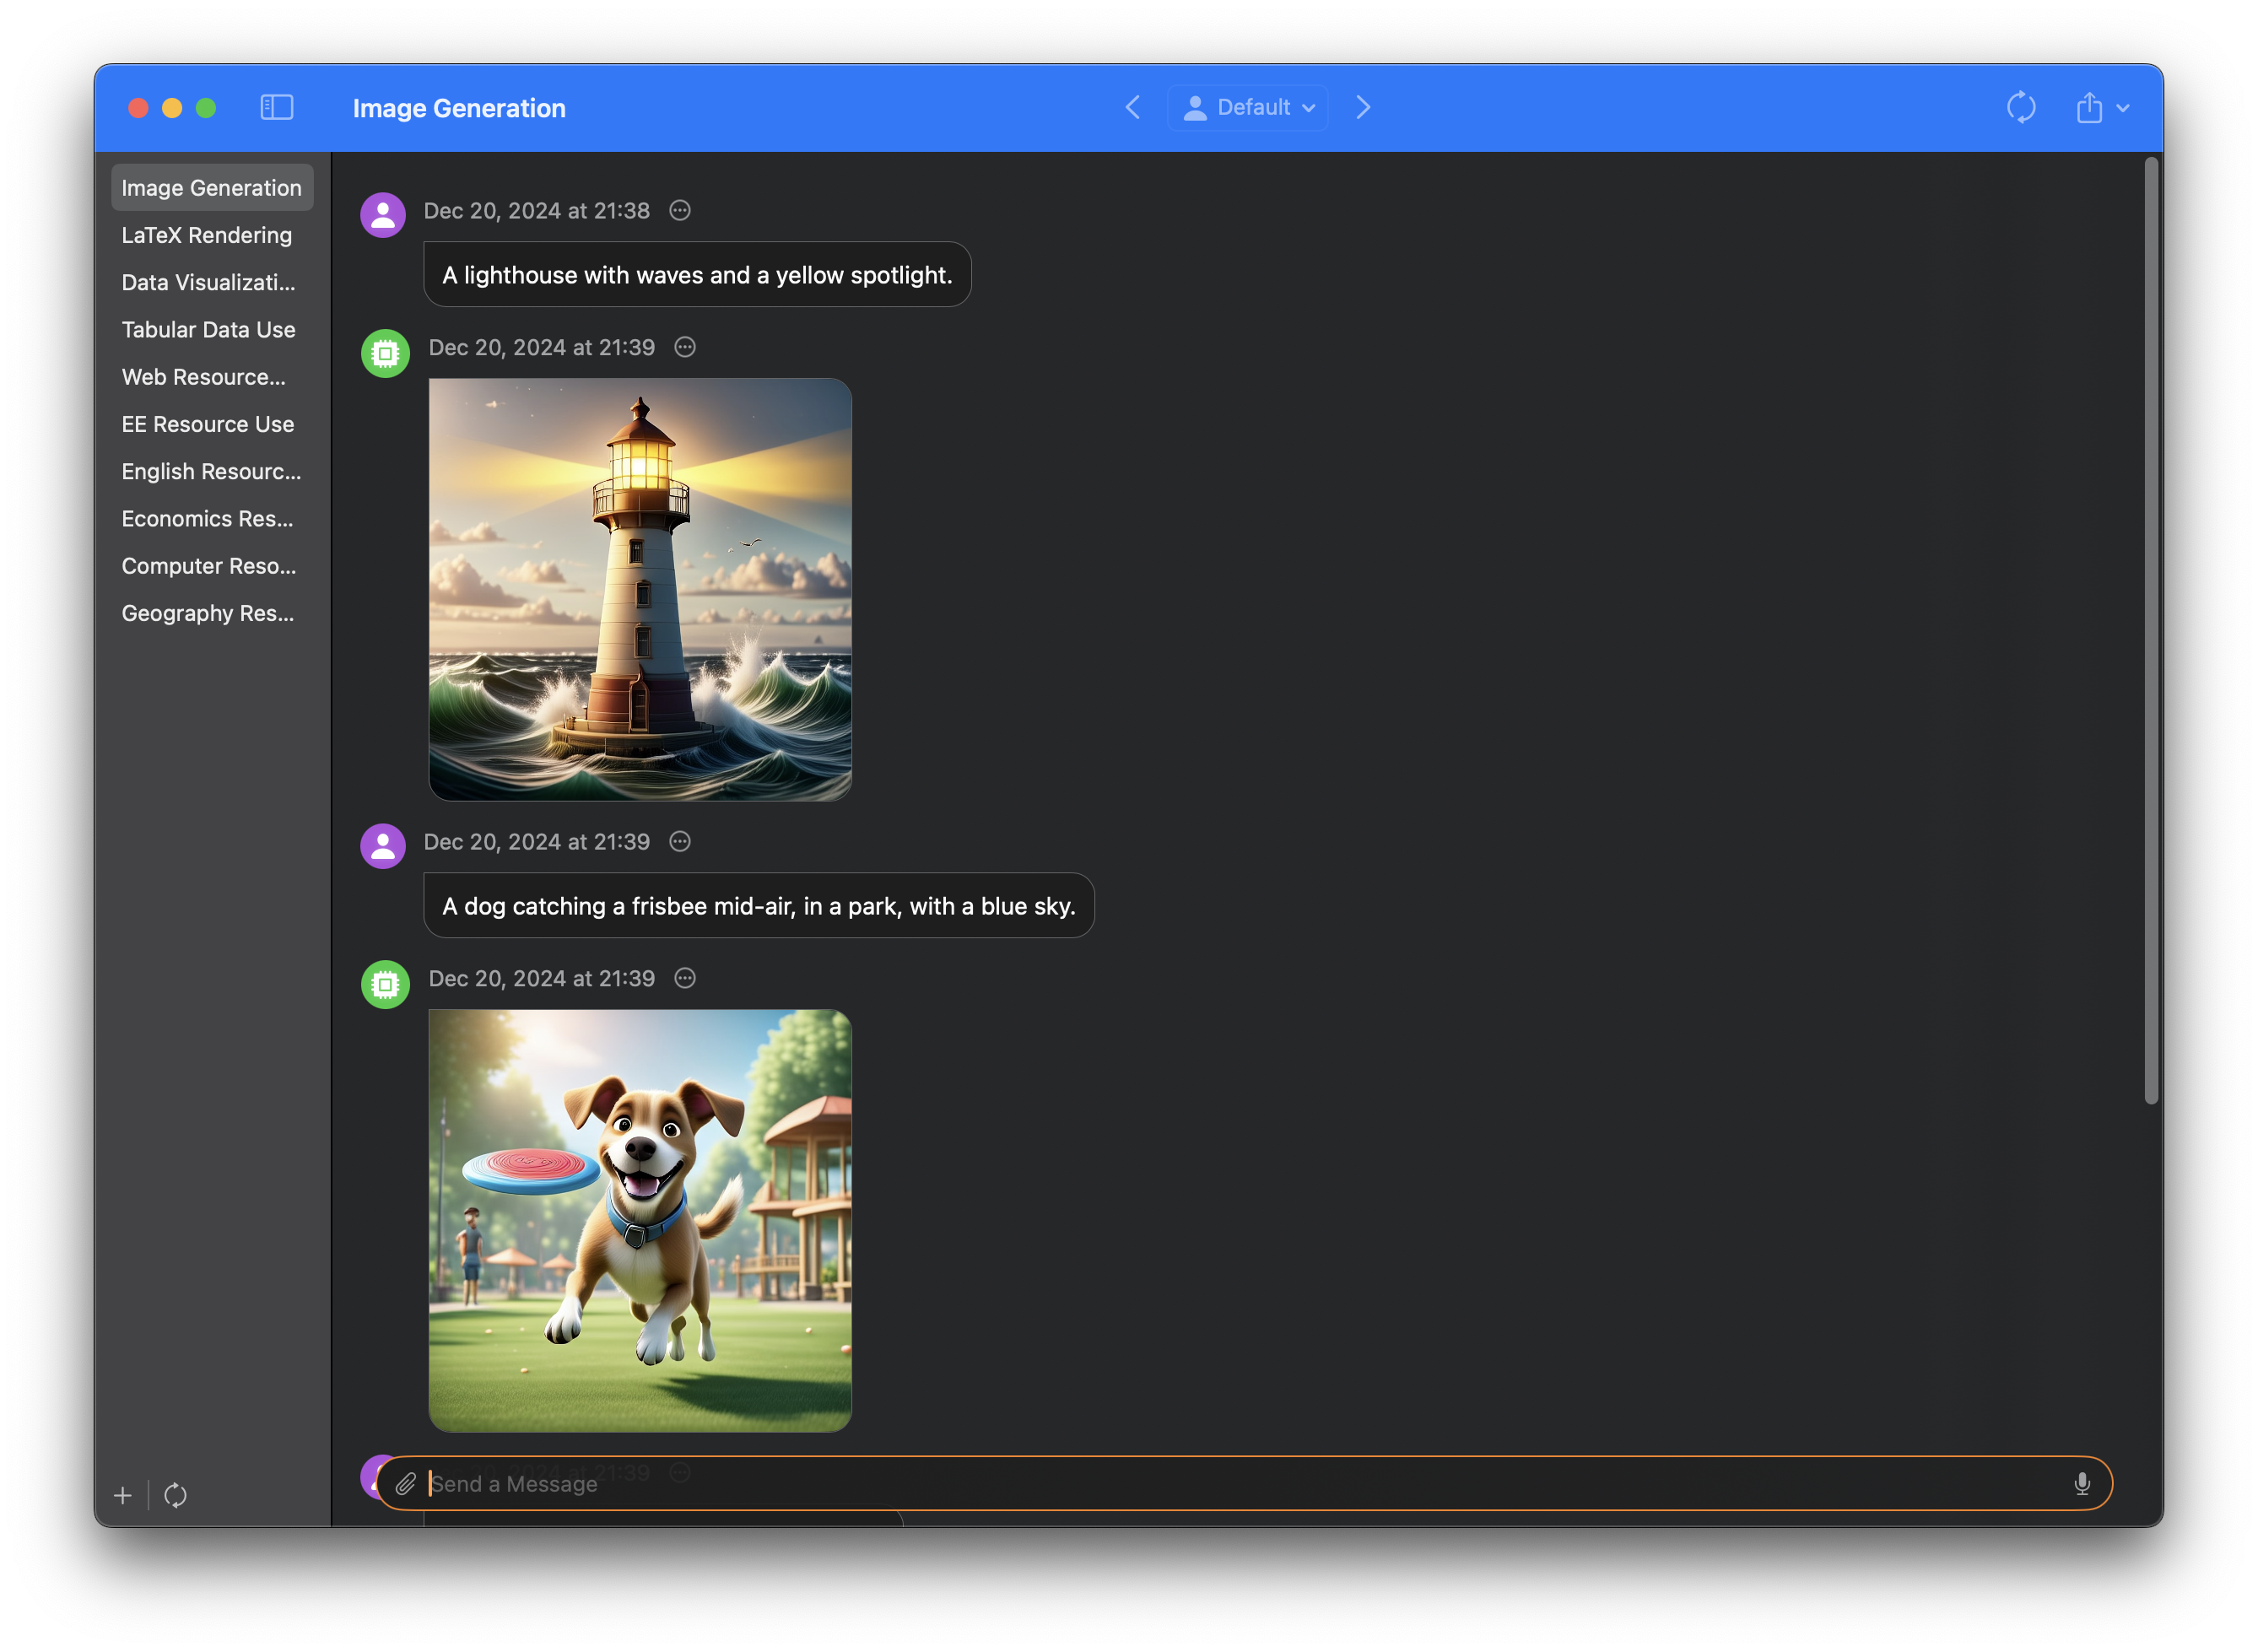 Image Generation
Default
Image Generation
LaTeX Rendering
Data Visualizati...
Tabular Data Use
Web Resource...
EE Resource Use
English Resourc...
Economics Res...
Computer Reso...
Geography Res...
Dec 20, 2024 at 21:38
A lighthouse with waves and a yellow spotlight.
Dec 20, 2024 at 21:39
Dec 20, 2024 at 21:39
A dog catching a frisbee mid-air, in a park, with a blue sky.
Dec 20, 2024 at 21:39
Send a Message